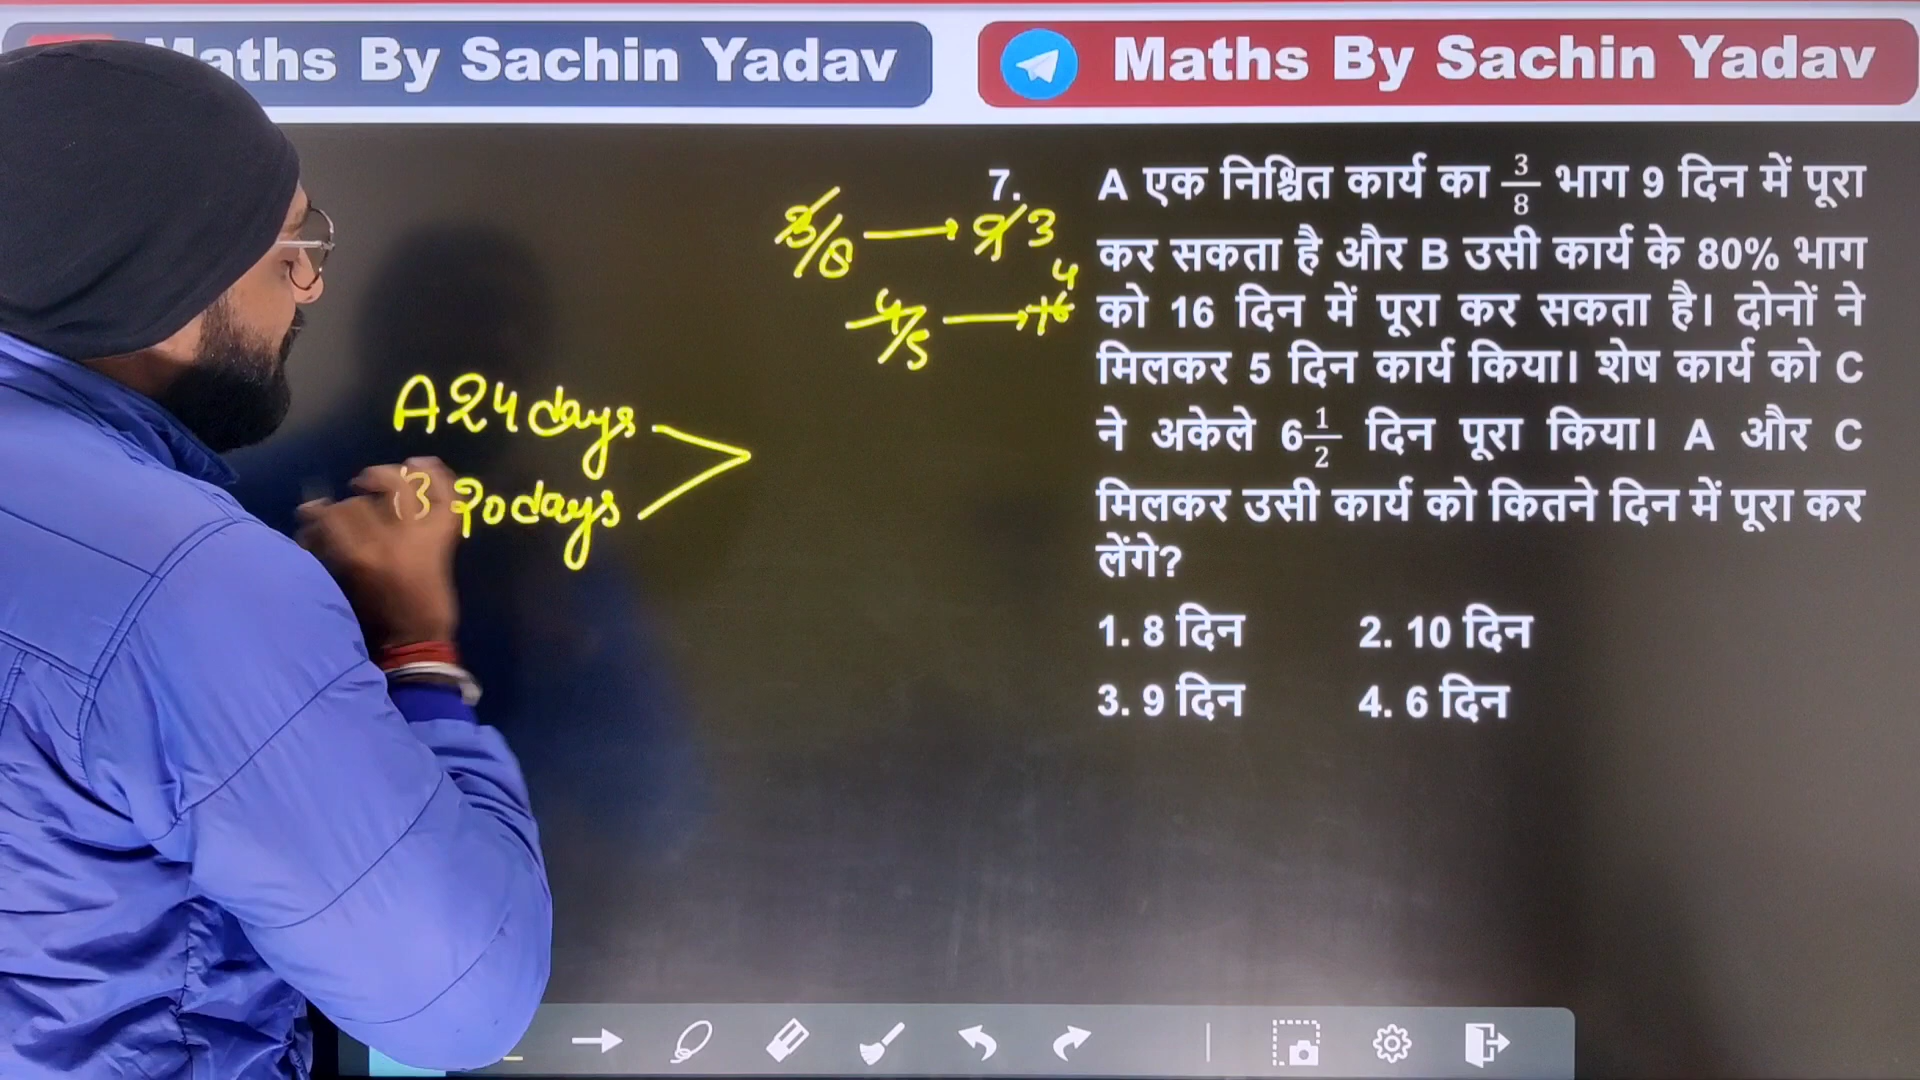 Maths By Sachin Yadav
Maths By Sachin Yadav
7. A एक निश्चित कार्य का 3/8 भाग 9 दिन में पूरा
कर सकता है और B उसी कार्य के 80% भाग
को 16 दिन में पूरा कर सकता है। दोनों ने
मिलकर 5 दिन कार्य किया। शेष कार्य को C
ने अकेले 6 1/2 दिन पूरा किया। A और C
मिलकर उसी कार्य को कितने दिन में पूरा कर
लेंगे?
1. 8 दिन 2. 10 दिन
3. 9 दिन 4. 6 दिन
3/8 → 9 3
4/5 → 16 4
A 24 days
B 20 days